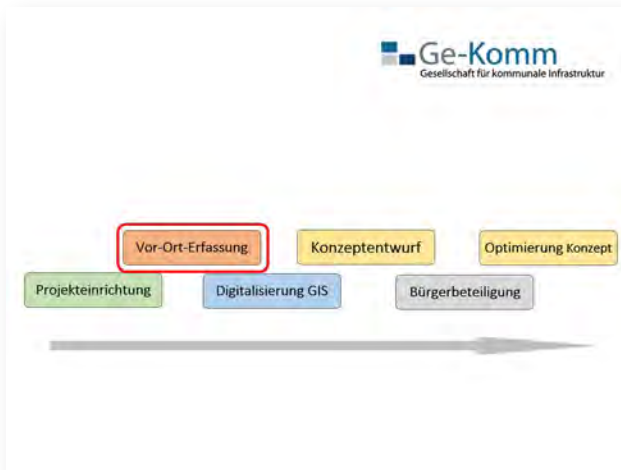 Ge-Komm
Gesellschaft für kommunale Infrastruktur
Vor-Ort-Erfassung
Konzeptentwurf
Optimierung Konzept
Projekteinrichtung
Digitalisierung GIS
Bürgerbeteiligung